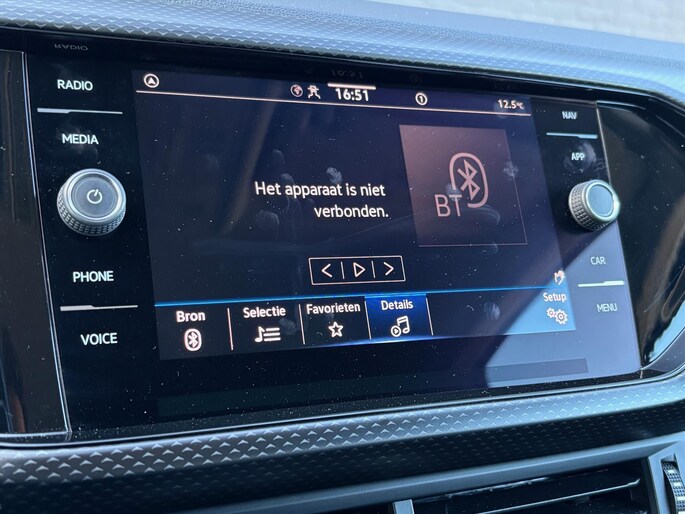 RADIO
MEDIA
PHONE
VOICE
16:51
12.5°C
Het apparaat is niet
verbonden.
BT
Bron
Selectie
Favorieten
Details
Setup
NAV
APP
CAR
MENU